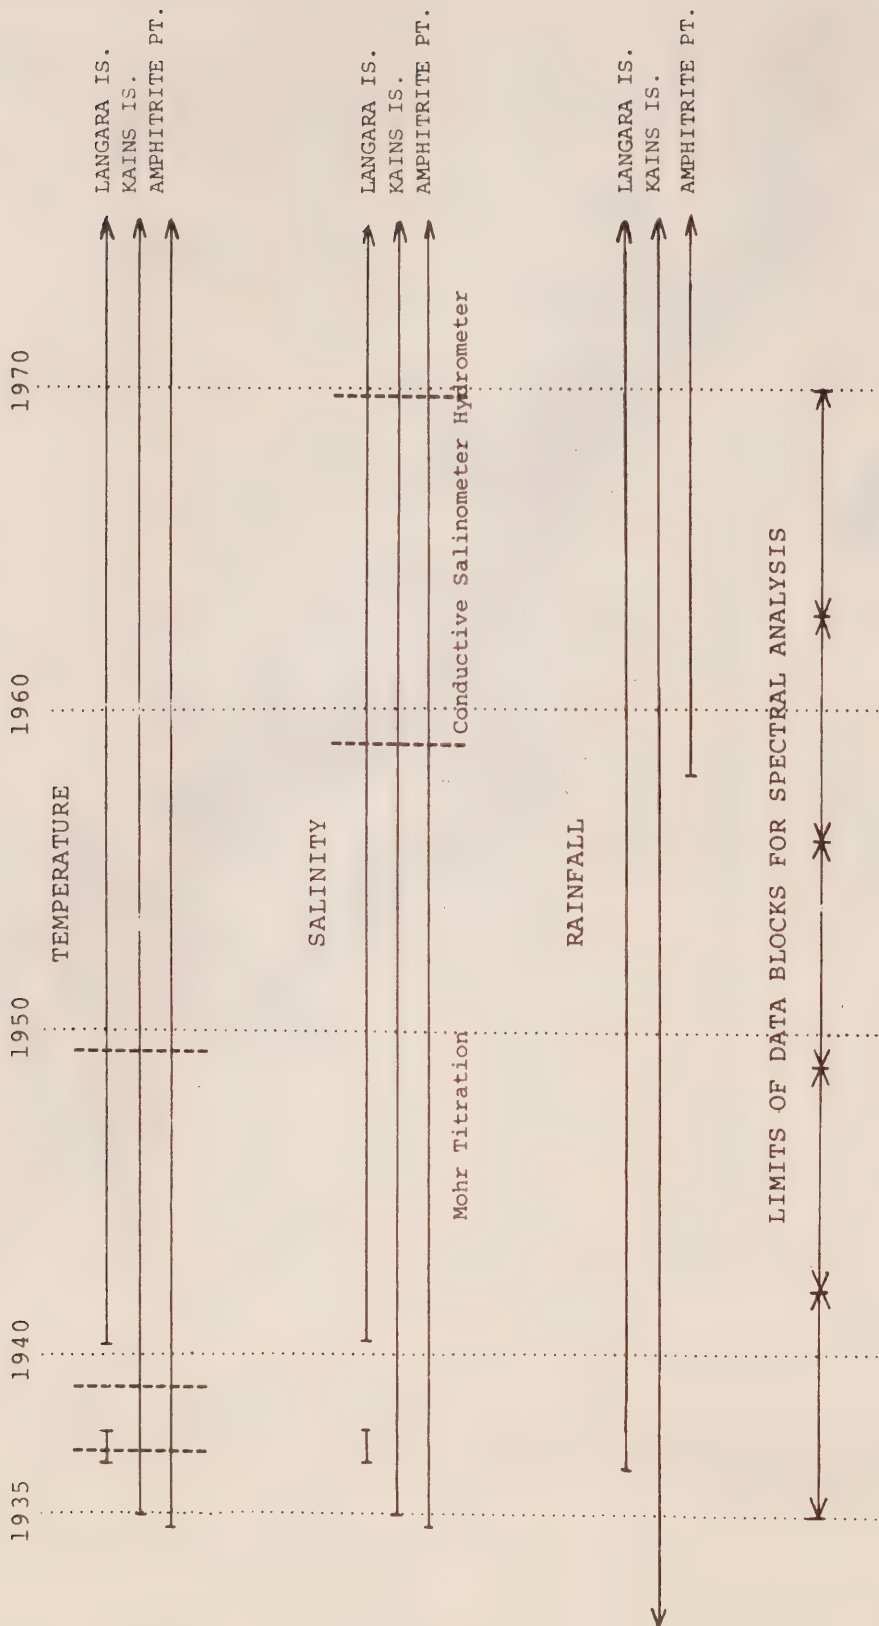 1935
1940
1950
1960
1970
TEMPERATURE
LANGARA IS.
KAINS IS.
AMPHITRITE PT.
SALINITY
LANGARA IS.
KAINS IS.
AMPHITRITE PT.
Mohr Titration
Conductive Salinometer
Hydrometer
RAINFALL
LANGARA IS.
KAINS IS.
AMPHITRITE PT.
LIMITS OF DATA BLOCKS FOR SPECTRAL ANALYSIS